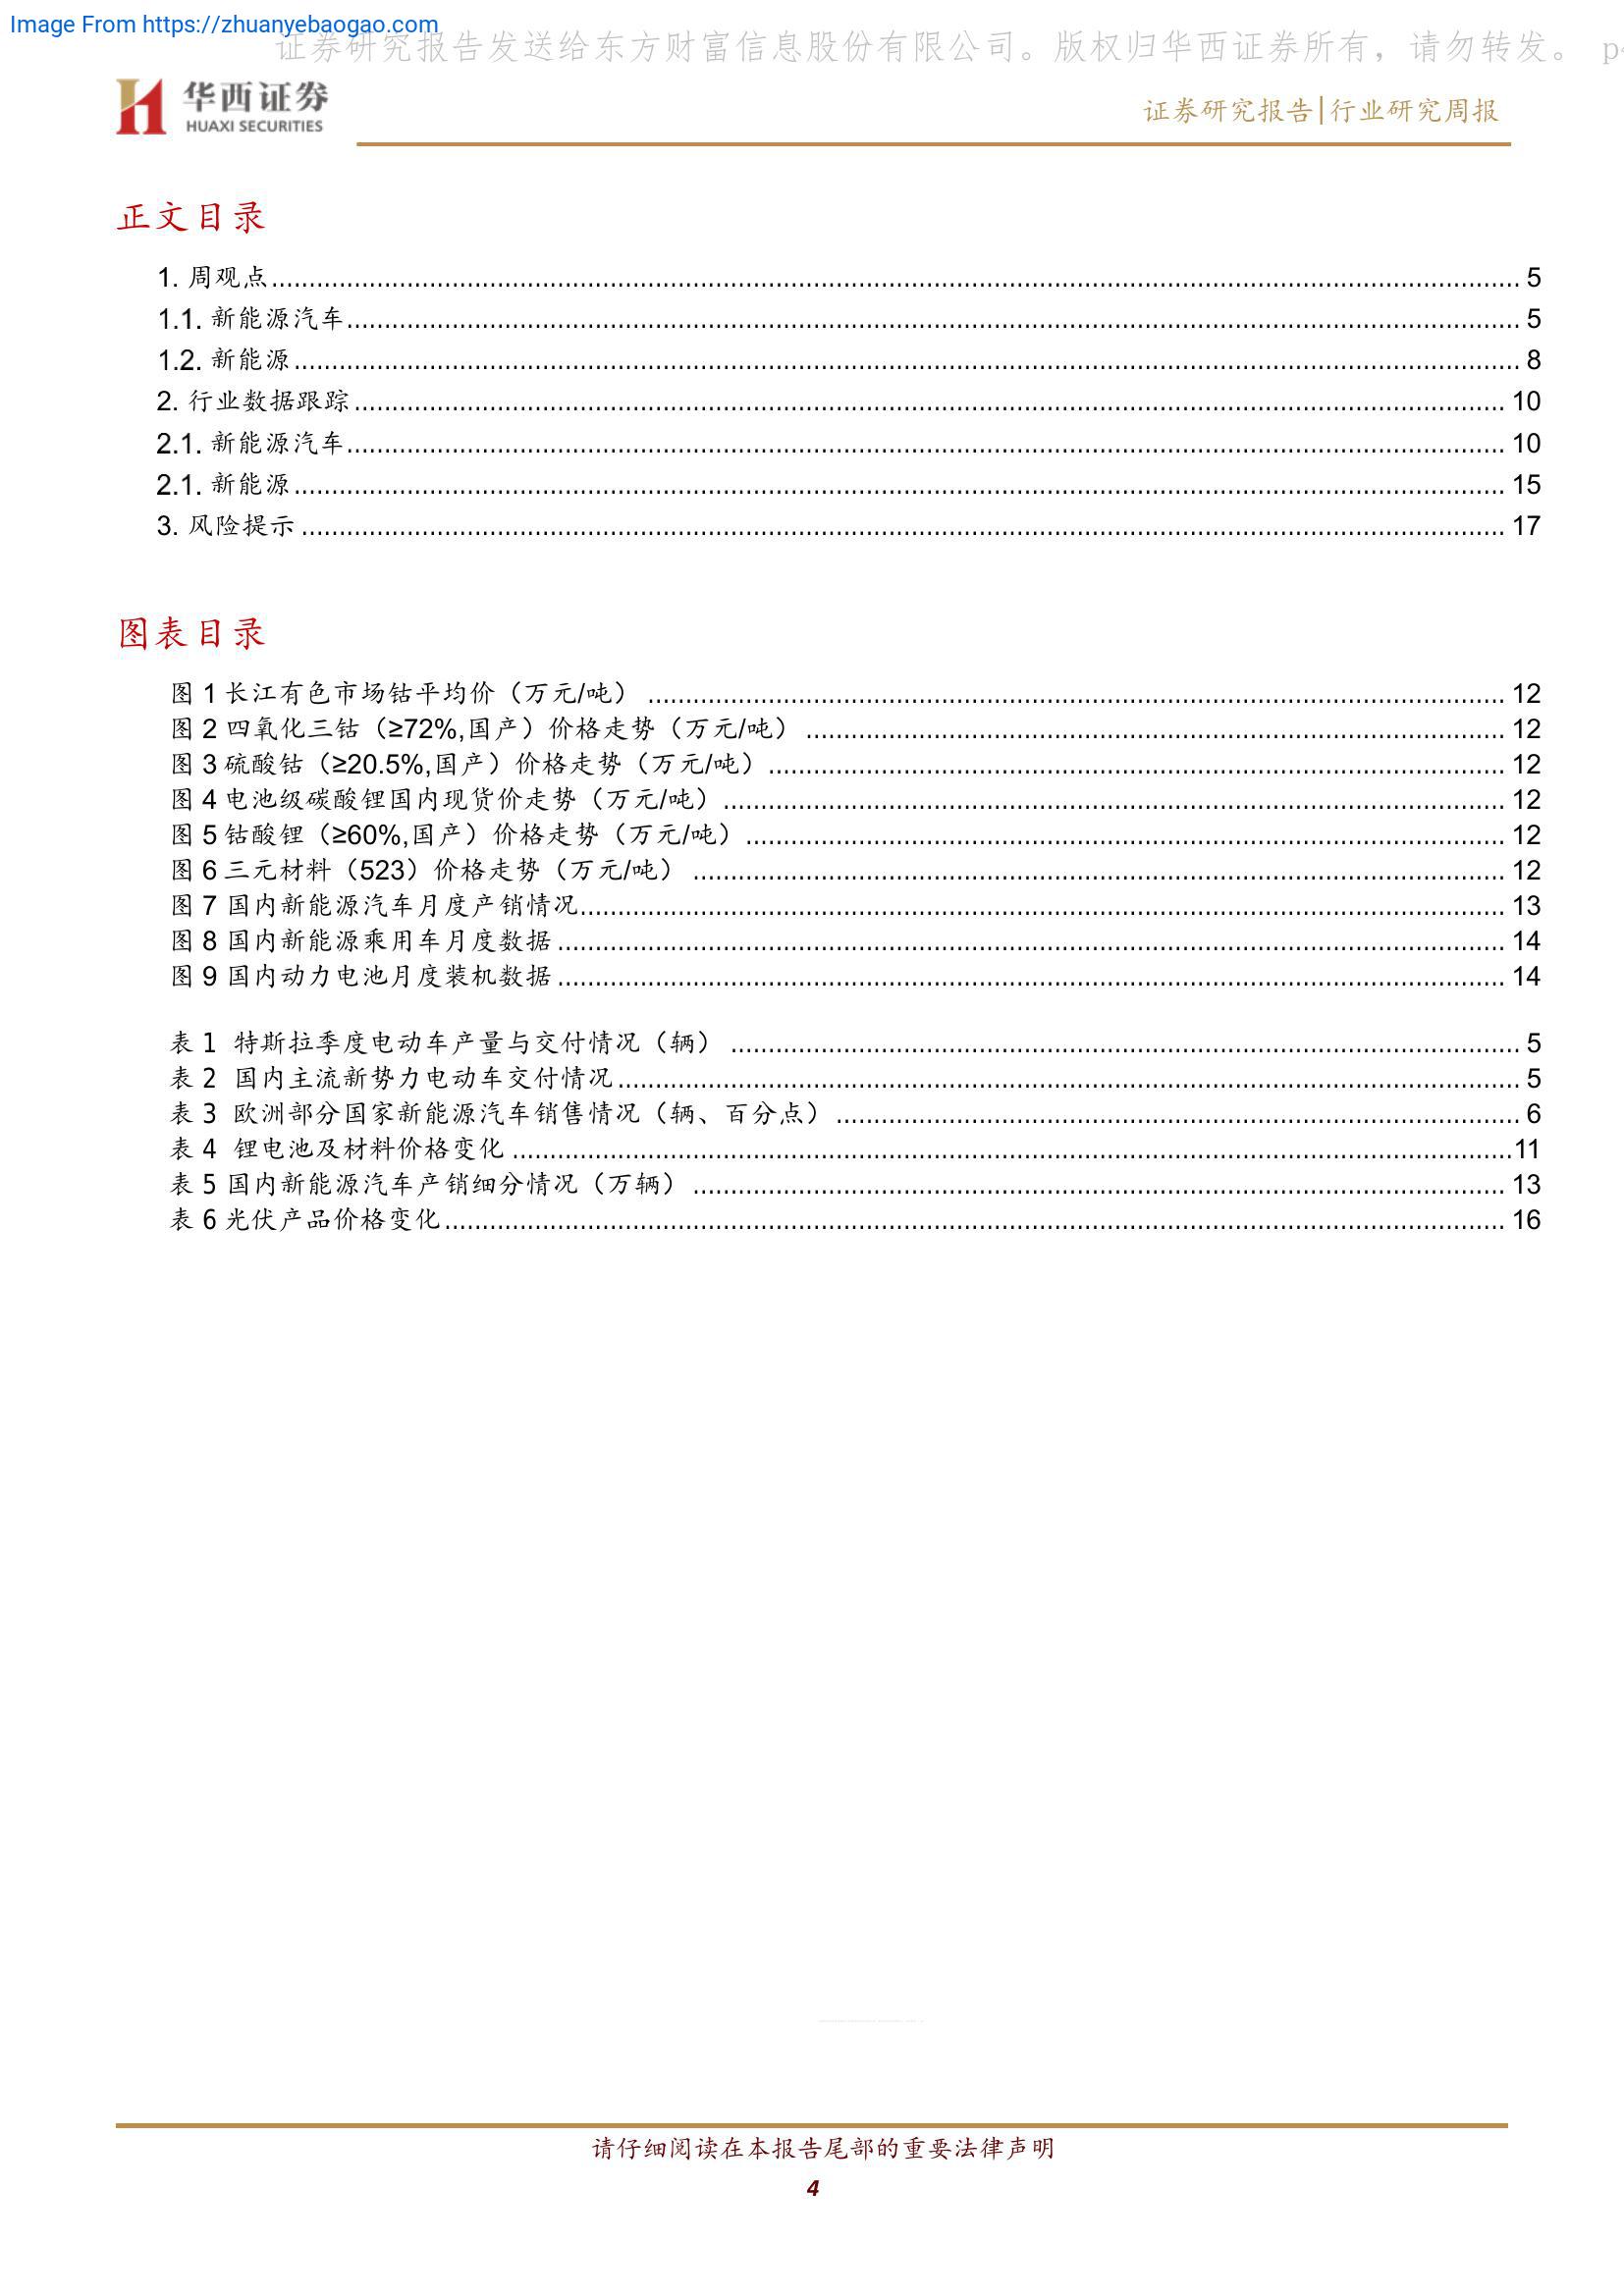 Image From https://zhuanyebaogao.com
证券研究报告发送给东方财富信息股份有限公司。版权归华西证券所有，请勿转发。 p4
华西证券
HUAXI SECURITIES
证券研究报告|行业研究周报
正文目录
1. 周观点 5
1.1. 新能源汽车 5
1.2. 新能源 8
2. 行业数据跟踪 10
2.1. 新能源汽车 10
2.1. 新能源 15
3. 风险提示 17
图表目录
图 1 长江有色市场钴平均价（万元/吨） 12
图 2 四氧化三钴（≥72%,国产）价格走势（万元/吨） 12
图 3 硫酸钴（≥20.5%,国产）价格走势（万元/吨） 12
图 4 电池级碳酸锂国内现货价走势（万元/吨） 12
图 5 钴酸锂（≥60%,国产）价格走势（万元/吨） 12
图 6 三元材料（523）价格走势（万元/吨） 12
图 7 国内新能源汽车月度产销情况 13
图 8 国内新能源乘用车月度数据 14
图 9 国内动力电池月度装机数据 14
表 1 特斯拉季度电动车产量与交付情况（辆） 5
表 2 国内主流新势力电动车交付情况 5
表 3 欧洲部分国家新能源汽车销售情况（辆、百分点） 6
表 4 锂电池及材料价格变化 11
表 5 国内新能源汽车产销细分情况（万辆） 13
表 6 光伏产品价格变化 16
请仔细阅读在本报告尾部的重要法律声明
4